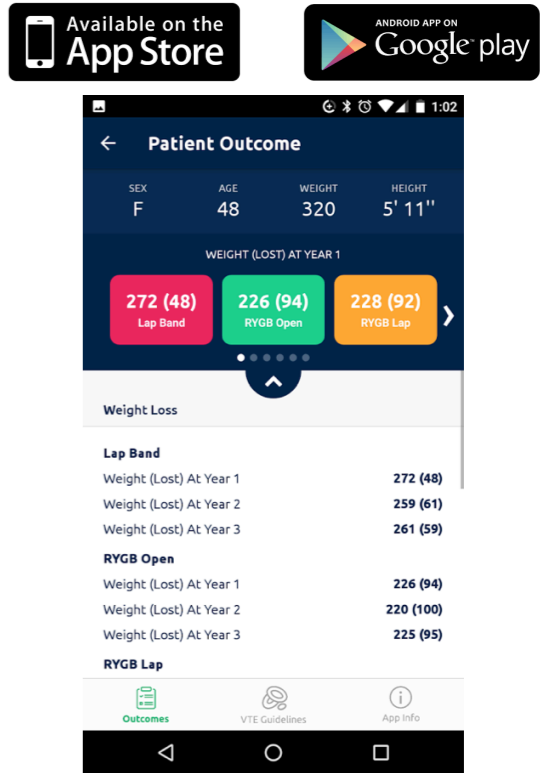 Available on the
App Store
ANDROID APP ON
Google play
1:02
Patient Outcome
SEX AGE WEIGHT HEIGHT
F 48 320 5' 11''
WEIGHT (LOST) AT YEAR 1
272 (48) 226 (94) 228 (92)
Lap Band RYGB Open RYGB Lap
Weight Loss
Lap Band
Weight (Lost) At Year 1 272 (48)
Weight (Lost) At Year 2 259 (61)
Weight (Lost) At Year 3 261 (59)
RYGB Open
Weight (Lost) At Year 1 226 (94)
Weight (Lost) At Year 2 220 (100)
Weight (Lost) At Year 3 225 (95)
RYGB Lap
Outcomes VTE Guidelines App Info